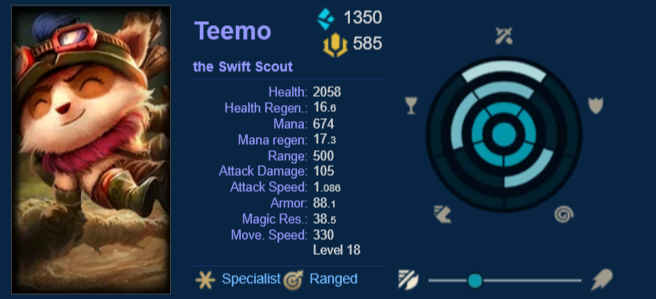 Teemo
1350
585
the Swift Scout
Health: 2058
Health Regen.: 16.6
Mana: 674
Mana regen: 17.3
Range: 500
Attack Damage: 105
Attack Speed: 1.086
Armor: 88.1
Magic Res.: 38.5
Move. Speed: 330
Level 18
Specialist Ranged